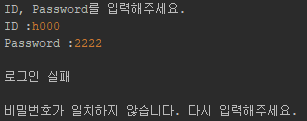 ID, Password를 입력해주세요.
ID :h000
Password :2222
로그인 실패
비밀번호가 일치하지 않습니다. 다시 입력해주세요.